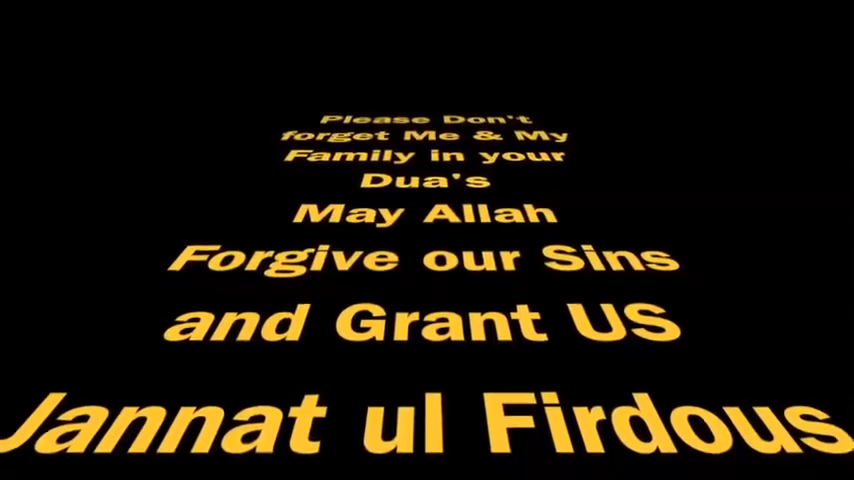 Please Don't
forget Me & My
Family in your
Dua's
May Allah
Forgive our Sins
and Grant US
Jannat ul Firdous